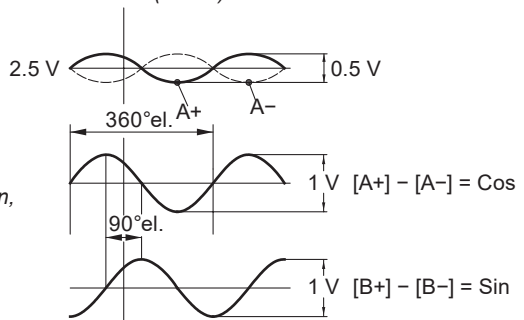 2.5 V
0.5 V
A+
A−
360°el.
1 V [A+] − [A−] = Cos
n,
90°el.
1 V [B+] − [B−] = Sin